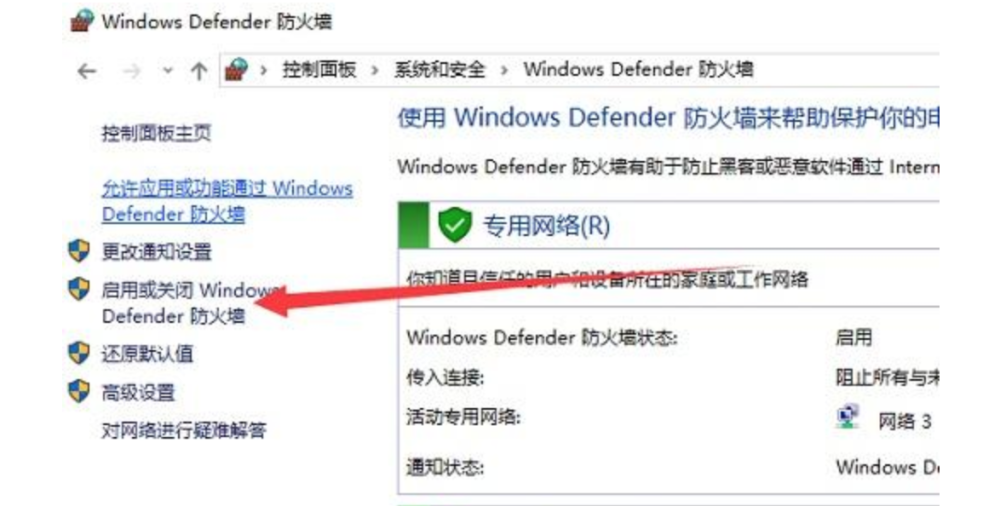 Windows Defender 防火墙
控制面板 › 系统和安全 › Windows Defender 防火墙
控制面板主页
允许应用或功能通过 Windows
Defender 防火墙
更改通知设置
启用或关闭 Windows
Defender 防火墙
还原默认值
高级设置
对网络进行疑难解答
使用 Windows Defender 防火墙来帮助保护你的
Windows Defender 防火墙有助于防止黑客或恶意软件通过 Intern
专用网络(R)
你知道且信任的用户和设备所在的家庭或工作网络
Windows Defender 防火墙状态: 启用
传入连接: 阻止所有与未
活动专用网络: 网络 3
通知状态: Windows D